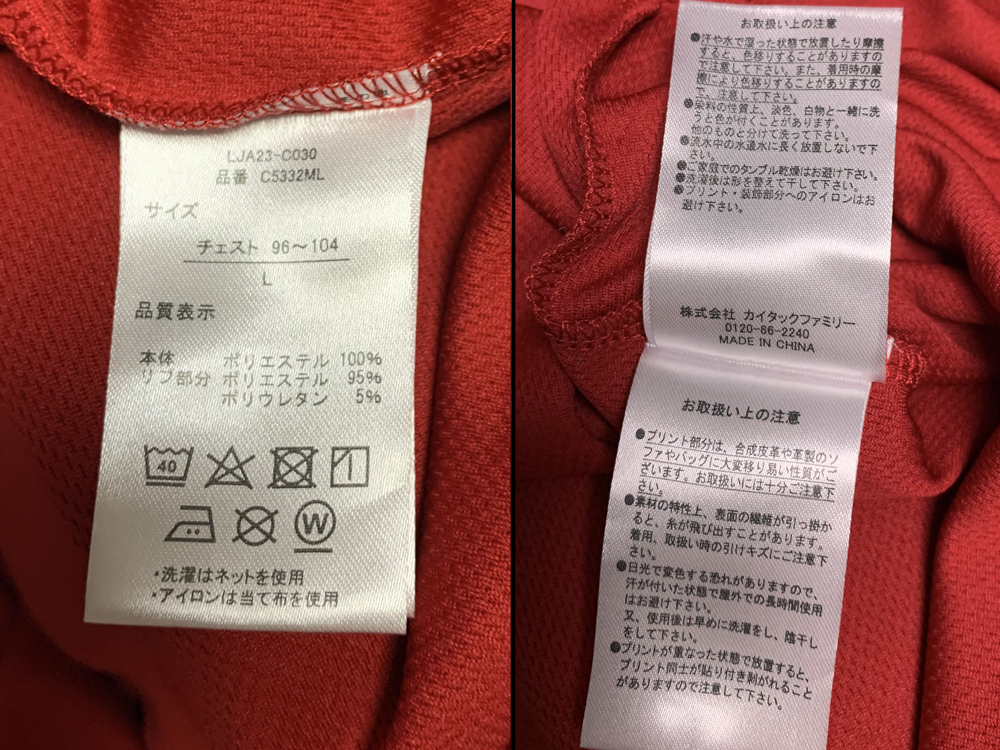 LJA23-C030
品番 C5332ML
サイズ
チェスト 96～104
L
品質表示
本体 ポリエステル 100%
リブ部分 ポリエステル 95%
ポリウレタン 5%
40
W
・洗濯はネットを使用
・アイロンは当て布を使用
お取扱い上の注意
●汗や水で湿った状態で放置したり摩擦
すると、色移りすることがありますの
で注意して下さい。また、着用時の摩
擦により色移りすることがありますの
で、注意して下さい。
●染料の性質上、淡色、白物と一緒に洗
うと色が付くことがあります。
他のものと分けて洗って下さい。
●流水中の水道水に長く放置しないで下
さい。
●ご家庭でのタンブル乾燥はお避け下さい。
●洗濯後は形を整えて干して下さい。
●プリント・装飾部分へのアイロンはお
避け下さい。
株式会社 カイタックファミリー
0120-66-2240
MADE IN CHINA
お取扱い上の注意
●プリント部分は、合成皮革や革製のソ
ファやバッグに大変移り易い性質がご
ざいます。お取扱いには十分ご注意下
さい。
●素材の特性上、表面の繊維が引っ掛か
ると、糸が飛び出すことがあります。
着用、取扱い時の引けキズにご注意下
さい。
●日光で変色する恐れがありますので、
汗が付いた状態で屋外での長時間使用
はお避け下さい。
又、使用後は早めに洗濯をし、陰干し
をして下さい。
●プリントが重なった状態で放置すると、
プリント同士が貼り付き剥がれること
がありますので注意して下さい。